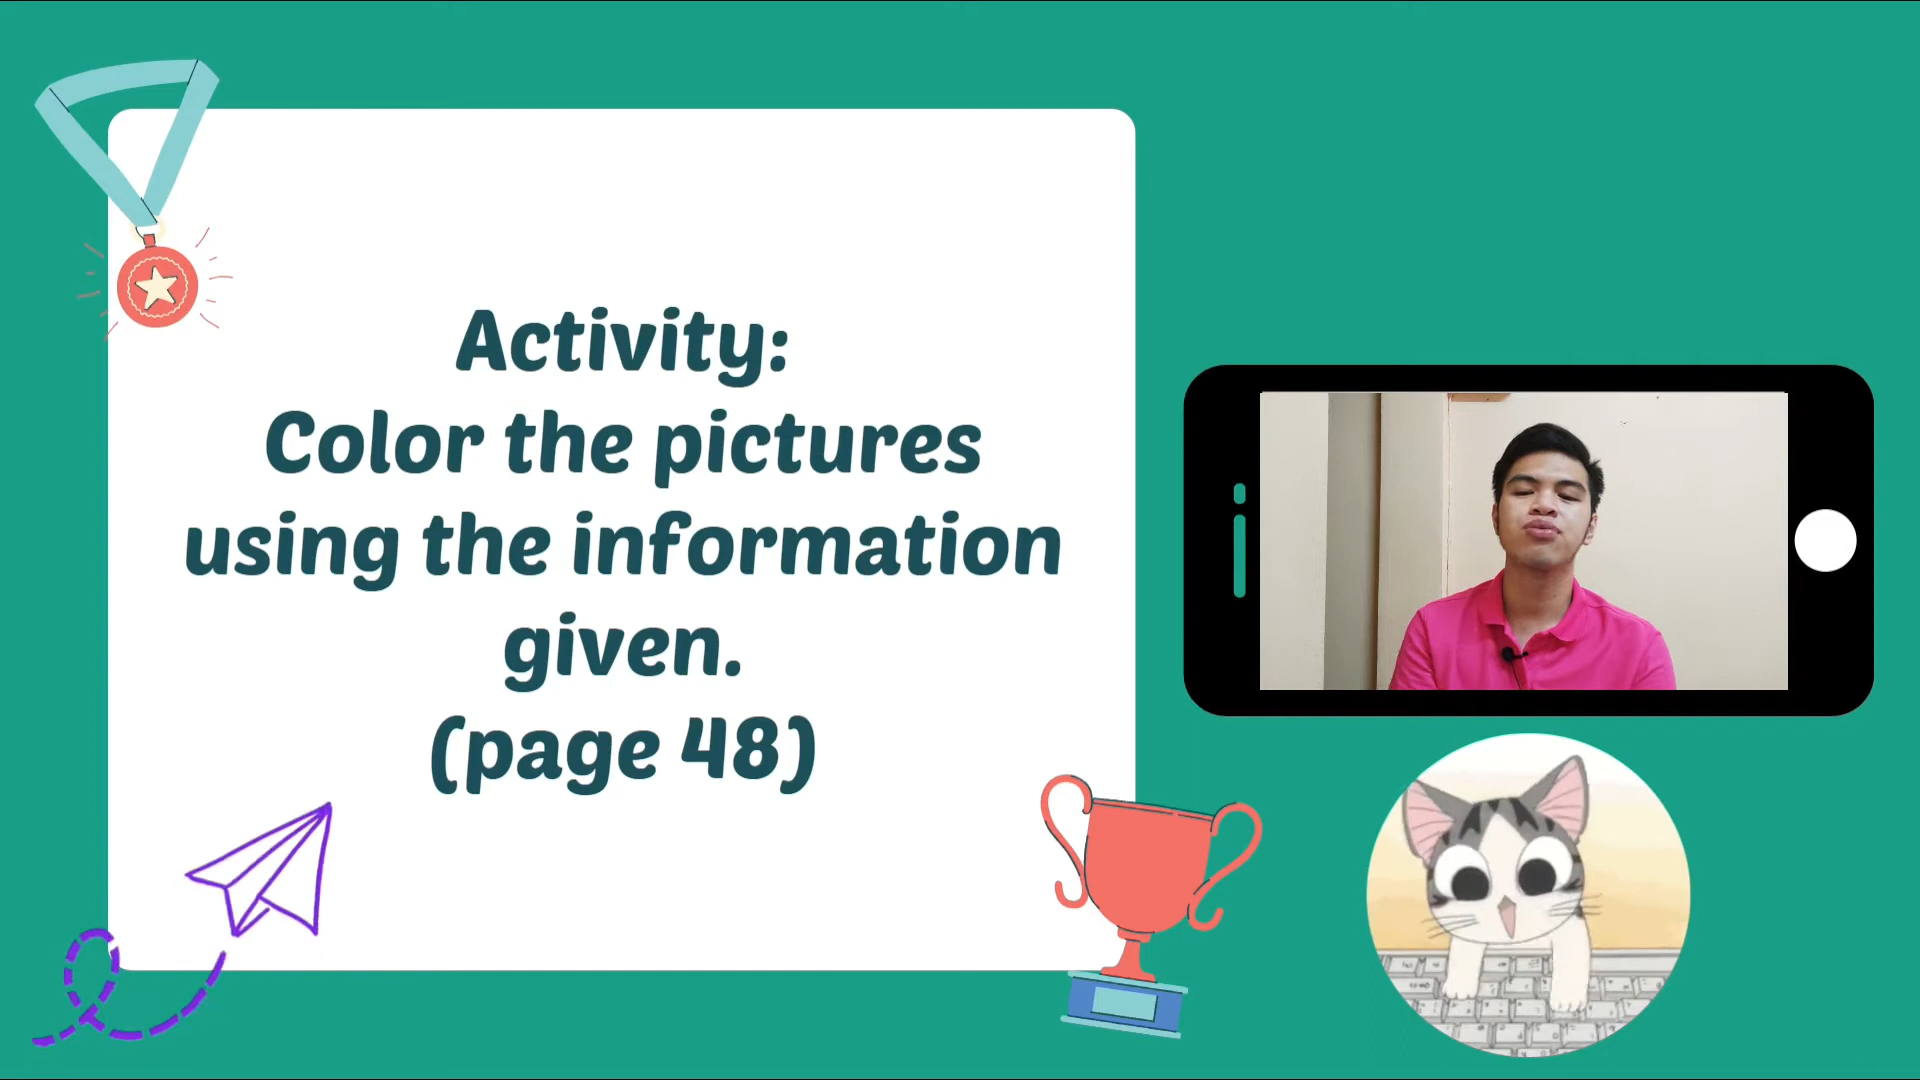 Activity:
Color the pictures
using the information
given.
(page 48)